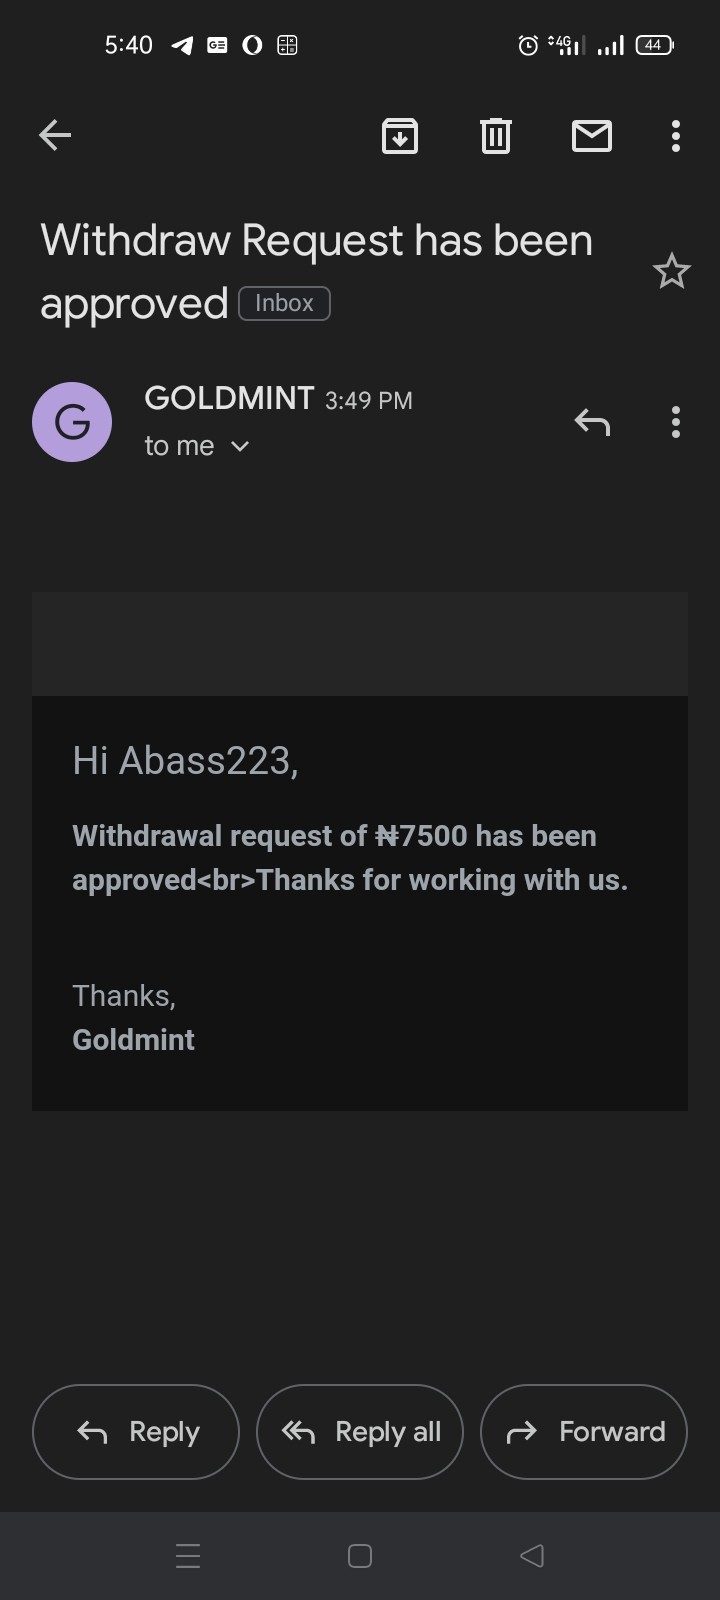 5:40
4G
44
Withdraw Request has been
approved Inbox
G
GOLDMINT 3:49 PM
to me
Hi Abass223,
Withdrawal request of ₦7500 has been
approved<br>Thanks for working with us.
Thanks,
Goldmint
Reply
Reply all
Forward